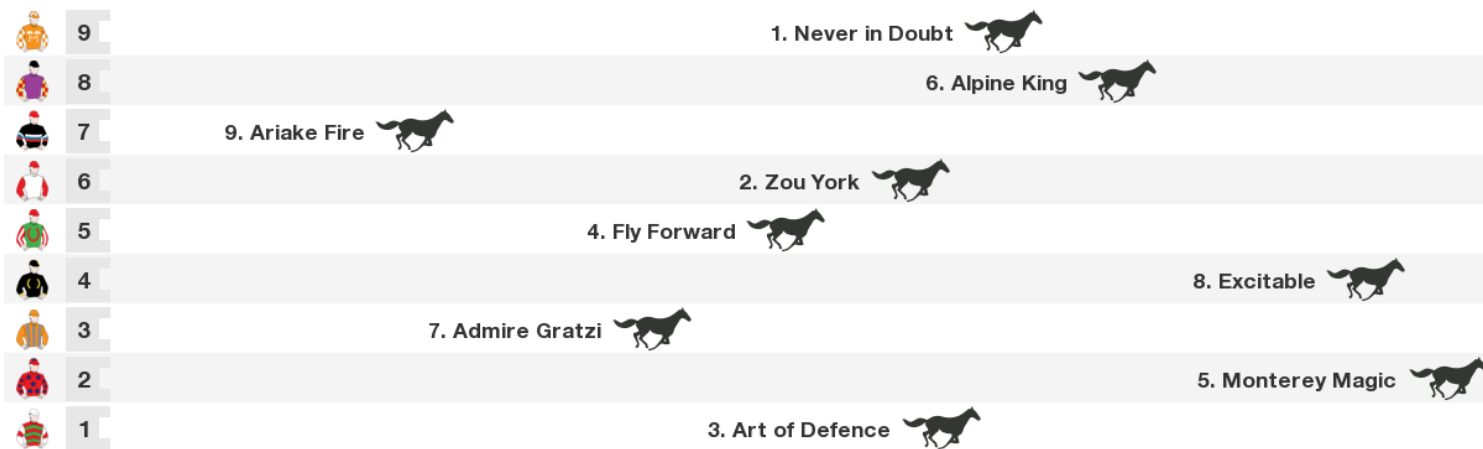 9 1. Never in Doubt
8 6. Alpine King
7 9. Ariake Fire
6 2. Zou York
5 4. Fly Forward
4 8. Excitable
3 7. Admire Gratzi
2 5. Monterey Magic
1 3. Art of Defence